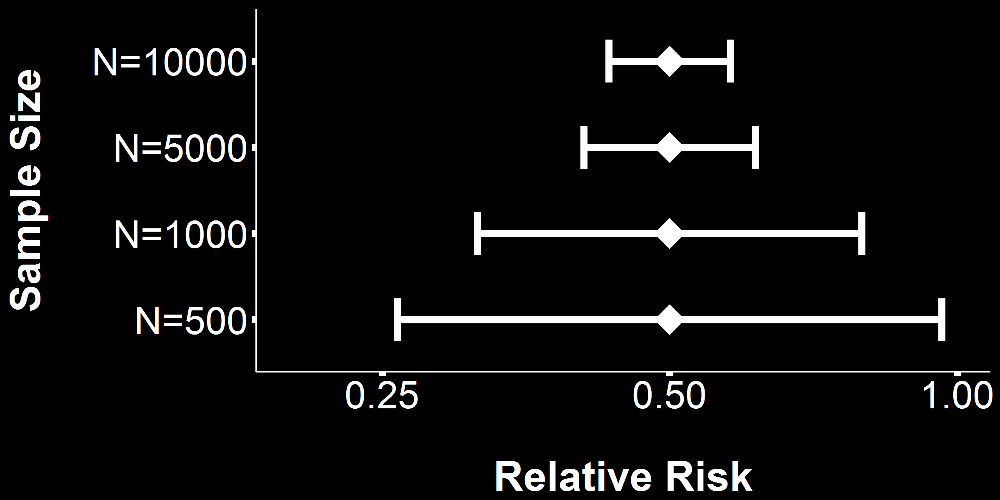 Sample Size
N=10000
N=5000
N=1000
N=500
0.25
0.50
1.00
Relative Risk